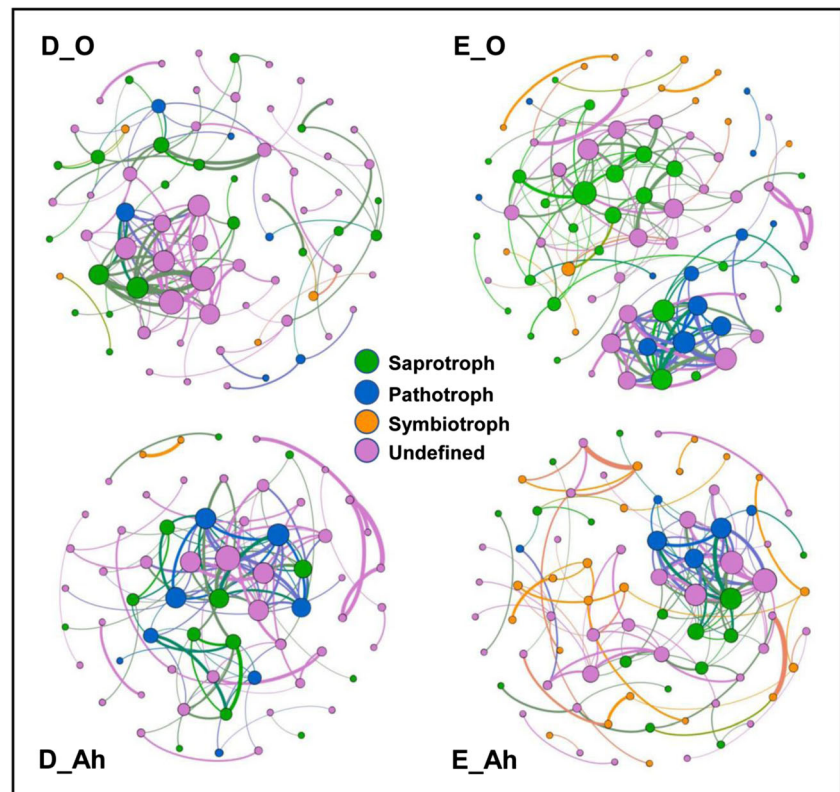 D_O
E_O
Saprotroph
Pathotroph
Symbiotroph
Undefined
D_Ah
E_Ah